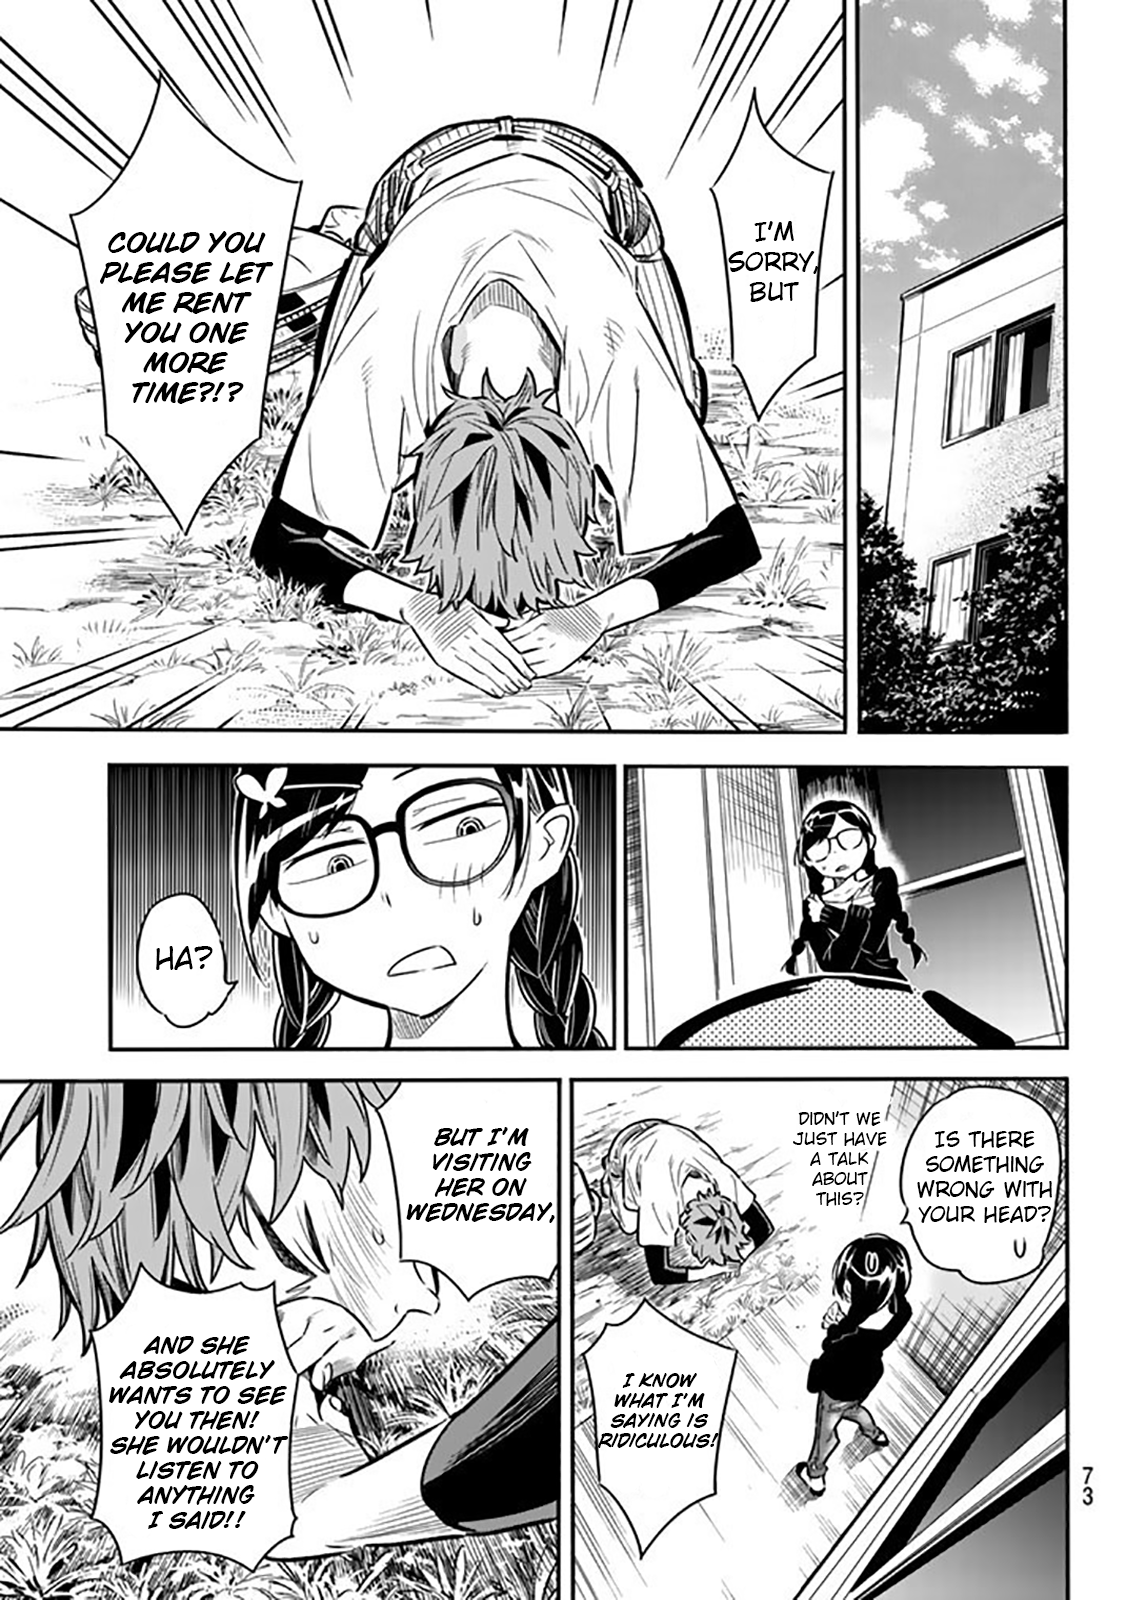 I'M
SORRY,
BUT
COULD YOU
PLEASE LET
ME RENT
YOU ONE
MORE
TIME?!?
HA?
IS THERE
SOMETHING
WRONG WITH
YOUR HEAD?
DIDN'T WE
JUST HAVE
A TALK
ABOUT
THIS?
I KNOW
WHAT I'M
SAYING IS
RIDICULOUS!
BUT I'M
VISITING
HER ON
WEDNESDAY,
AND SHE
ABSOLUTELY
WANTS TO SEE
YOU THEN!
SHE WOULDN'T
LISTEN TO
ANYTHING
I SAID!!
73